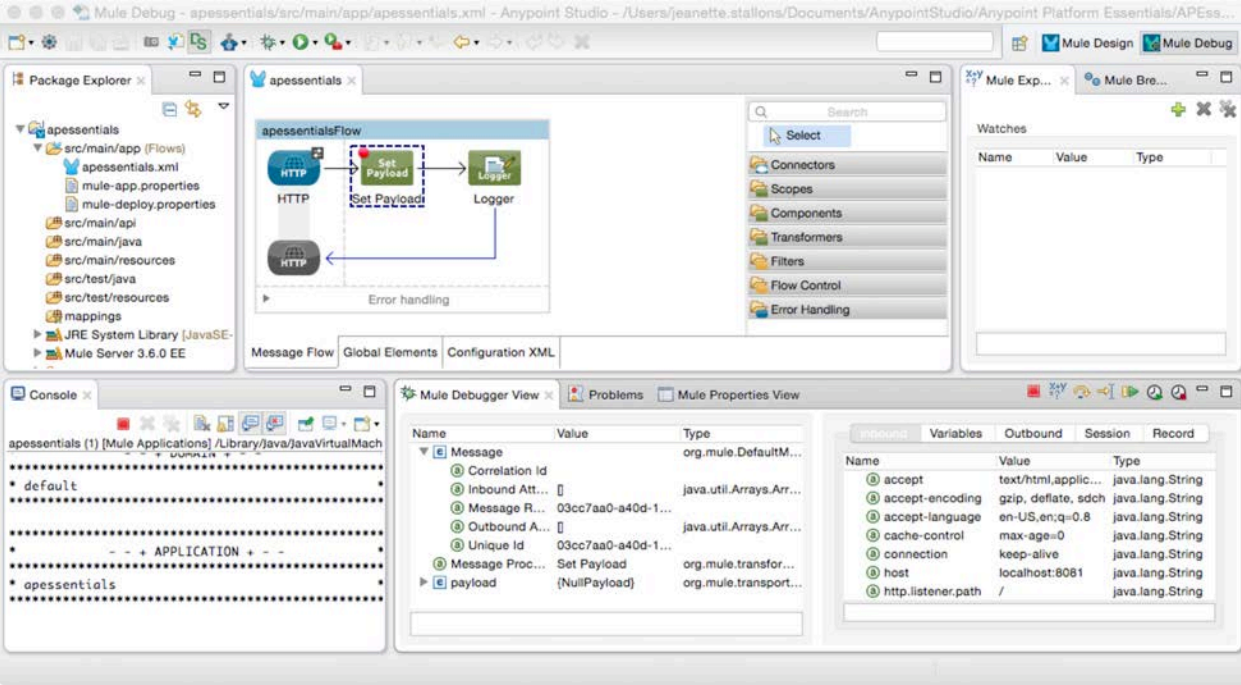 Mule Debug - apessentials/src/main/app/apessentials.xml - Anypoint Studio - /Users/jeanette.stallons/Documents/AnypointStudio/Anypoint Platform Essentials/APEss...
Mule Design
Mule Debug
Package Explorer
apessentials
src/main/app (Flows)
apessentials.xml
mule-app.properties
mule-deploy.properties
src/main/api
src/main/java
src/main/resources
src/test/java
src/test/resources
mappings
JRE System Library [JavaSE-
Mule Server 3.6.0 EE
apessentials
apessentialsFlow
HTTP
Set
Payload
Logger
HTTP
Set Payload
Logger
HTTP
Error handling
Message Flow
Global Elements
Configuration XML
Search
Select
Connectors
Scopes
Components
Transformers
Filters
Flow Control
Error Handling
Mule Exp...
Mule Bre...
Watches
Name Value Type
Console
apessentials (1) [Mule Applications] /Library/Java/JavaVirtualMach
- - + DOMAIN + - -
* default
- - + APPLICATION + - -
* apessentials
Mule Debugger View
Problems
Mule Properties View
Name Value Type
Message org.mule.DefaultM...
Correlation Id
Inbound Att... [] java.util.Arrays.Arr...
Message R... 03cc7aa0-a40d-1...
Outbound A... [] java.util.Arrays.Arr...
Unique Id 03cc7aa0-a40d-1...
Message Proc... Set Payload org.mule.transfor...
payload {NullPayload} org.mule.transport...
Inbound Variables Outbound Session Record
Name Value Type
accept text/html,applic... java.lang.String
accept-encoding gzip, deflate, sdch java.lang.String
accept-language en-US,en;q=0.8 java.lang.String
cache-control max-age=0 java.lang.String
connection keep-alive java.lang.String
host localhost:8081 java.lang.String
http.listener.path / java.lang.String